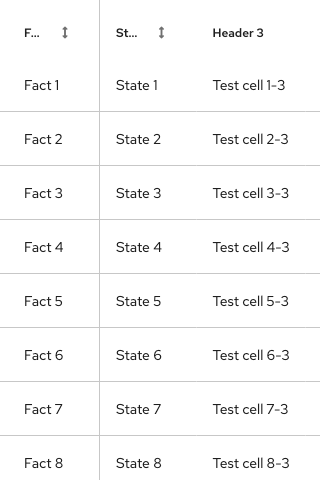 F... St... Header 3
Fact 1 State 1 Test cell 1-3
Fact 2 State 2 Test cell 2-3
Fact 3 State 3 Test cell 3-3
Fact 4 State 4 Test cell 4-3
Fact 5 State 5 Test cell 5-3
Fact 6 State 6 Test cell 6-3
Fact 7 State 7 Test cell 7-3
Fact 8 State 8 Test cell 8-3